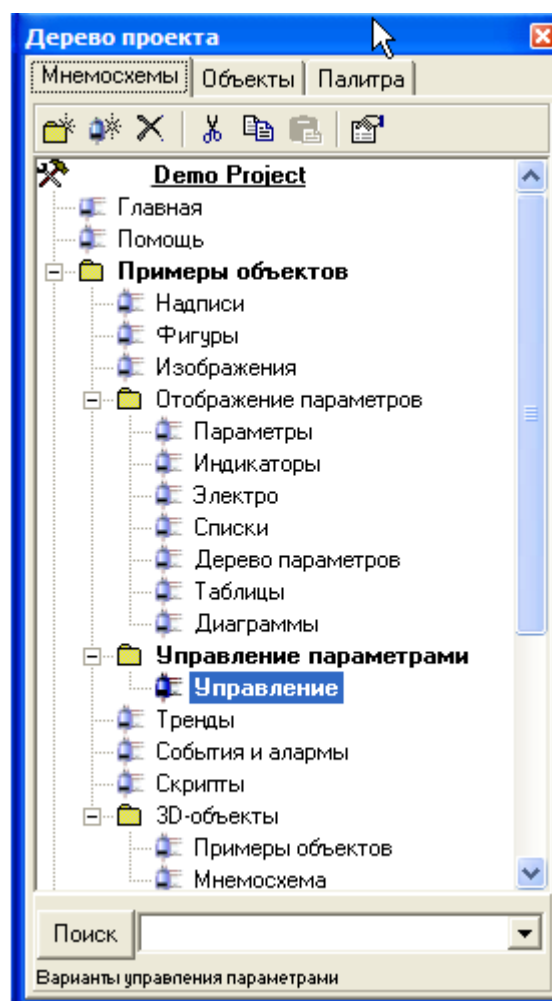 Дерево проекта
Мнемосхемы Объекты Палитра
Demo Project
Главная
Помощь
Примеры объектов
Надписи
Фигуры
Изображения
Отображение параметров
Параметры
Индикаторы
Электро
Списки
Дерево параметров
Таблицы
Диаграммы
Управление параметрами
Управление
Тренды
События и алармы
Скрипты
3D-объекты
Примеры объектов
Мнемосхема
Поиск
Варианты управления параметрами